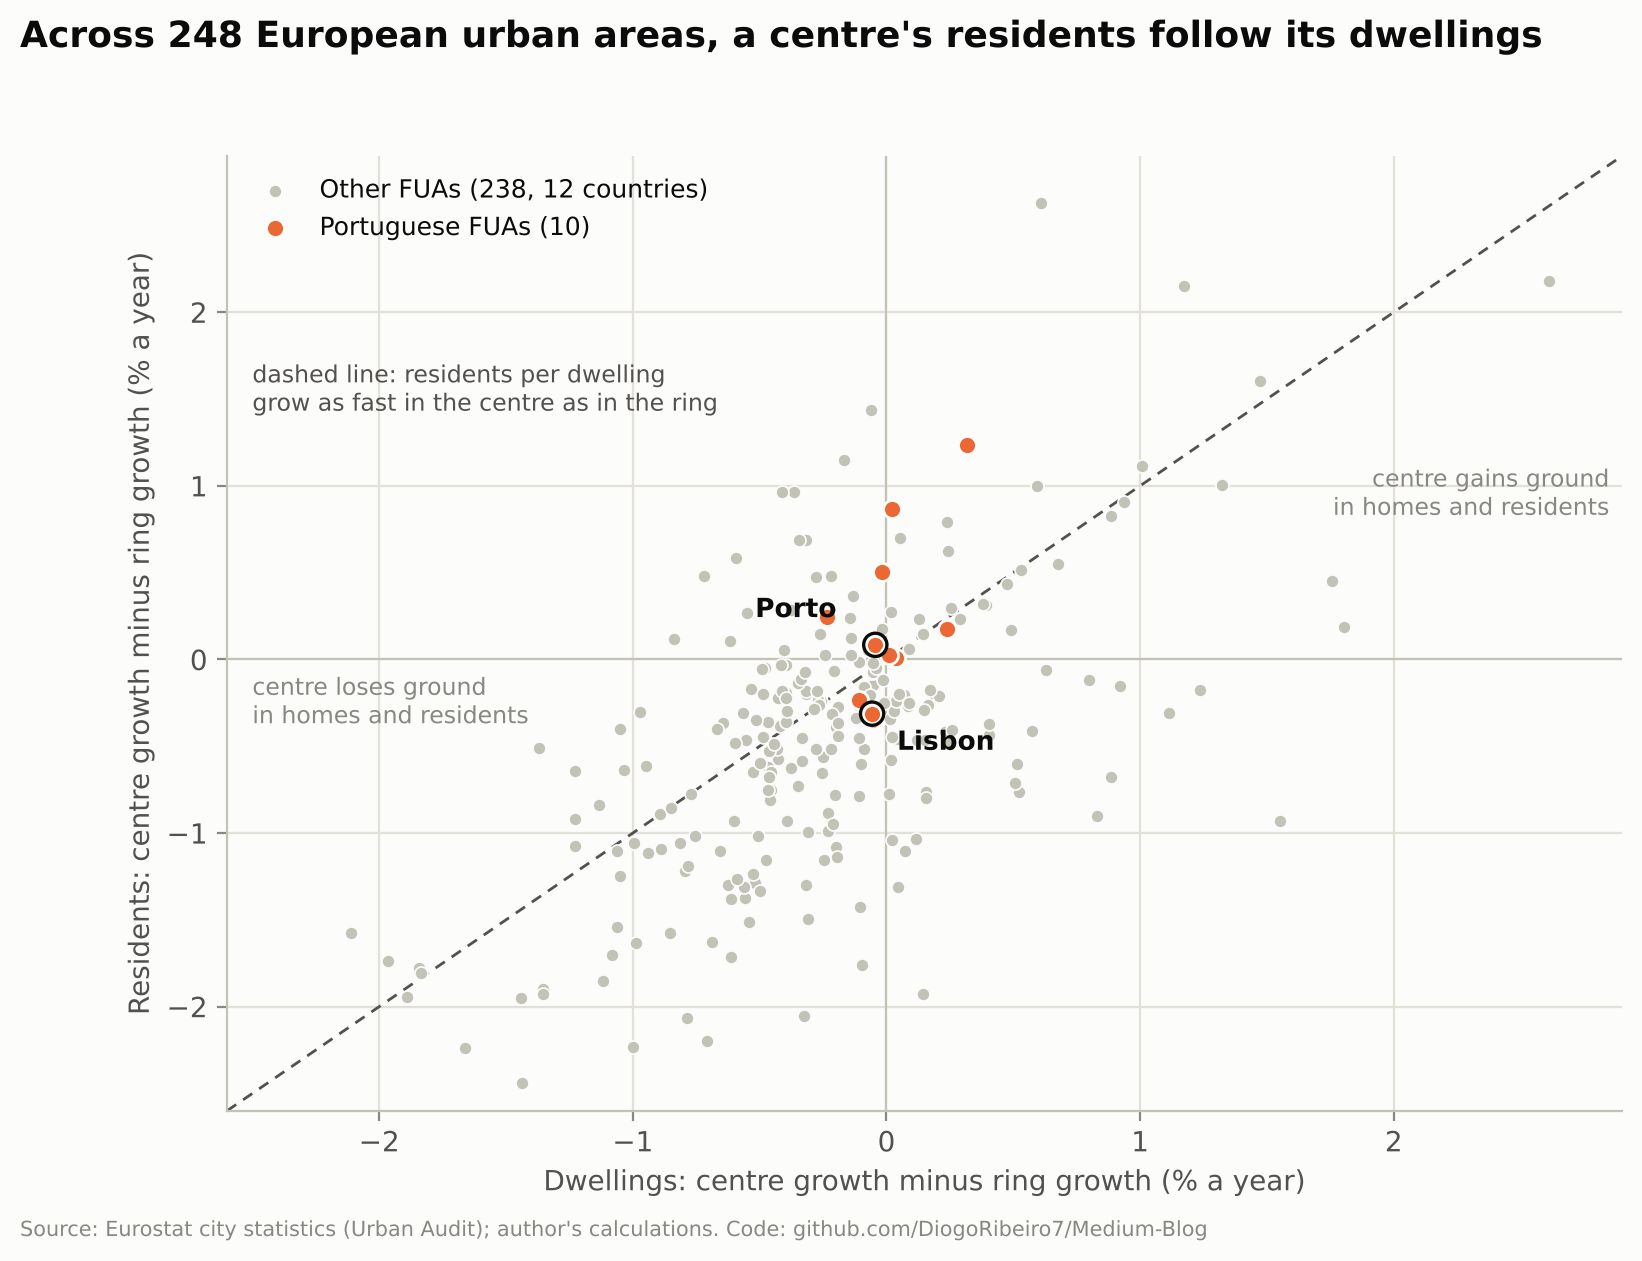 Across 248 European urban areas, a centre's residents follow its dwellings
Other FUAs (238, 12 countries)
Portuguese FUAs (10)
Residents: centre growth minus ring growth (% a year)
2
1
0
−1
−2
dashed line: residents per dwelling
grow as fast in the centre as in the ring
centre gains ground
in homes and residents
Porto
centre loses ground
in homes and residents
Lisbon
−2
−1
0
1
2
Dwellings: centre growth minus ring growth (% a year)
Source: Eurostat city statistics (Urban Audit); author's calculations. Code: github.com/DiogoRibeiro7/Medium-Blog